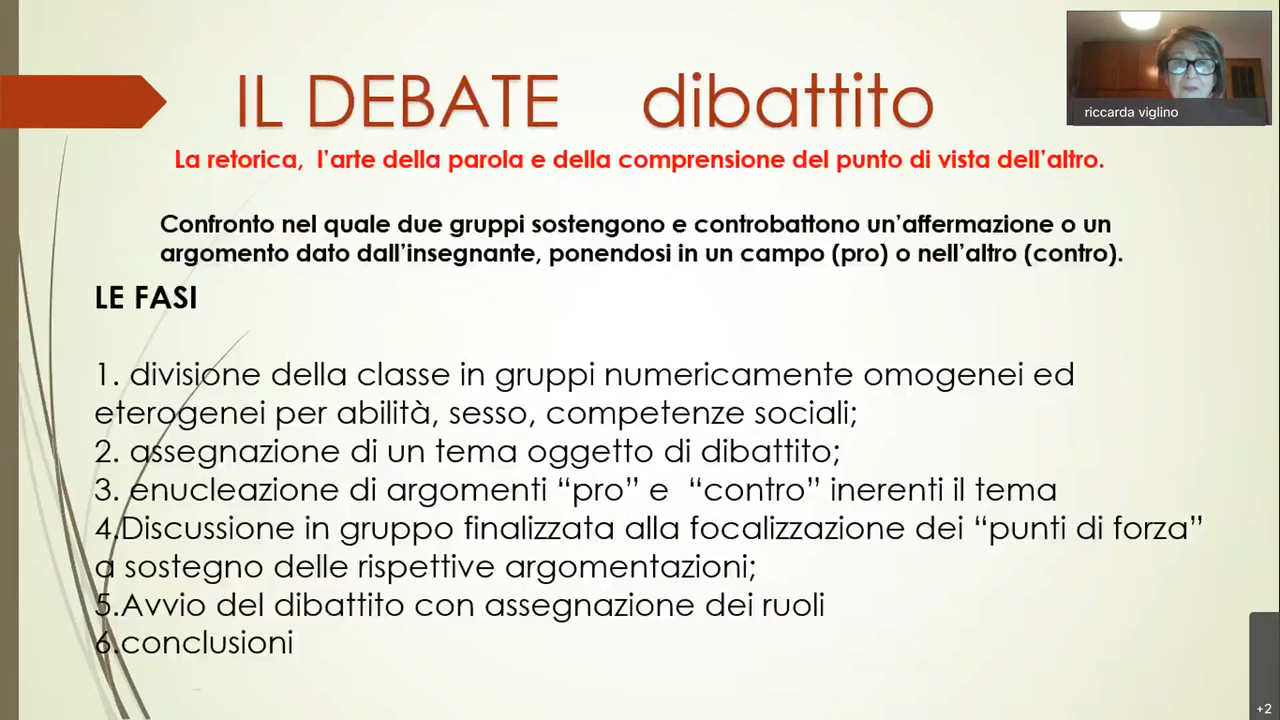 IL DEBATE dibattito
riccarda viglino
La retorica, l’arte della parola e della comprensione del punto di vista dell’altro.
Confronto nel quale due gruppi sostengono e controbattono un’affermazione o un
argomento dato dall’insegnante, ponendosi in un campo (pro) o nell’altro (contro).
LE FASI
1. divisione della classe in gruppi numericamente omogenei ed
eterogenei per abilità, sesso, competenze sociali;
2. assegnazione di un tema oggetto di dibattito;
3. enucleazione di argomenti “pro” e “contro” inerenti il tema
4.Discussione in gruppo finalizzata alla focalizzazione dei “punti di forza”
a sostegno delle rispettive argomentazioni;
5.Avvio del dibattito con assegnazione dei ruoli
6.conclusioni
+2